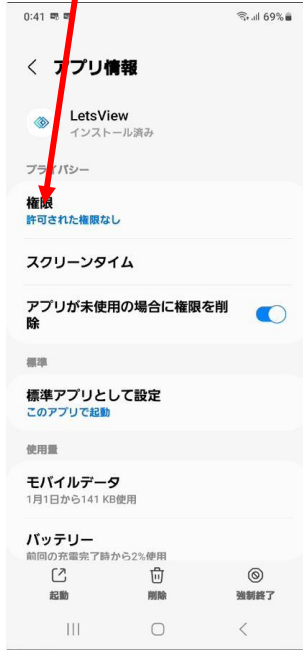 0:41
69%
アプリ情報
LetsView
インストール済み
プライバシー
権限
許可された権限なし
スクリーンタイム
アプリが未使用の場合に権限を削
除
標準
標準アプリとして設定
このアプリで起動
使用量
モバイルデータ
1月1日から141 KB使用
バッテリー
前回の充電完了時から2%使用
起動
削除
強制終了